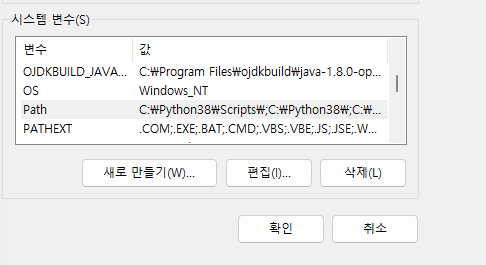 시스템 변수(S)
변수 값
OJDKBUILD_JAVA... C:₩Program Files₩ojdkbuild₩java-1.8.0-op...
OS Windows_NT
Path C:₩Python38₩Scripts₩;C:₩Python38₩;C:₩...
PATHEXT .COM;.EXE;.BAT;.CMD;.VBS;.VBE;.JS;.JSE;.W...
새로 만들기(W)... 편집(I)... 삭제(L)
확인 취소